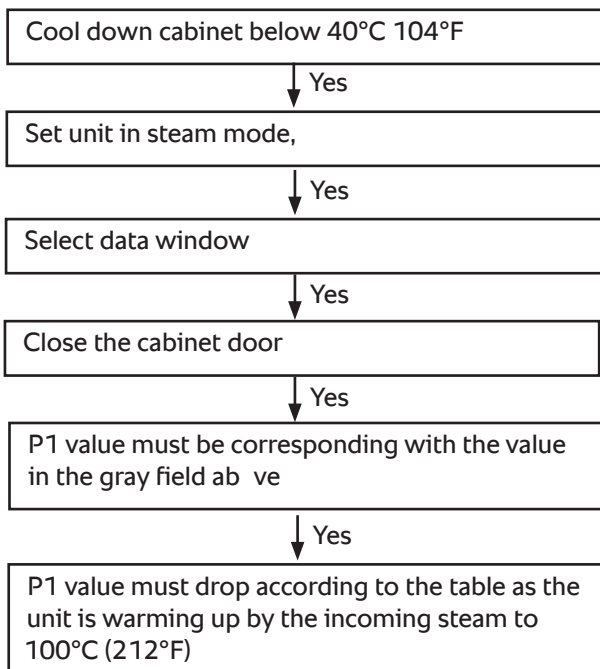 Cool down cabinet below 40°C 104°F
Yes
Set unit in steam mode,
Yes
Select data window
Yes
Close the cabinet door
Yes
P1 value must be corresponding with the value
in the gray field ab ve
Yes
P1 value must drop according to the table as the
unit is warming up by the incoming steam to
100°C (212°F)